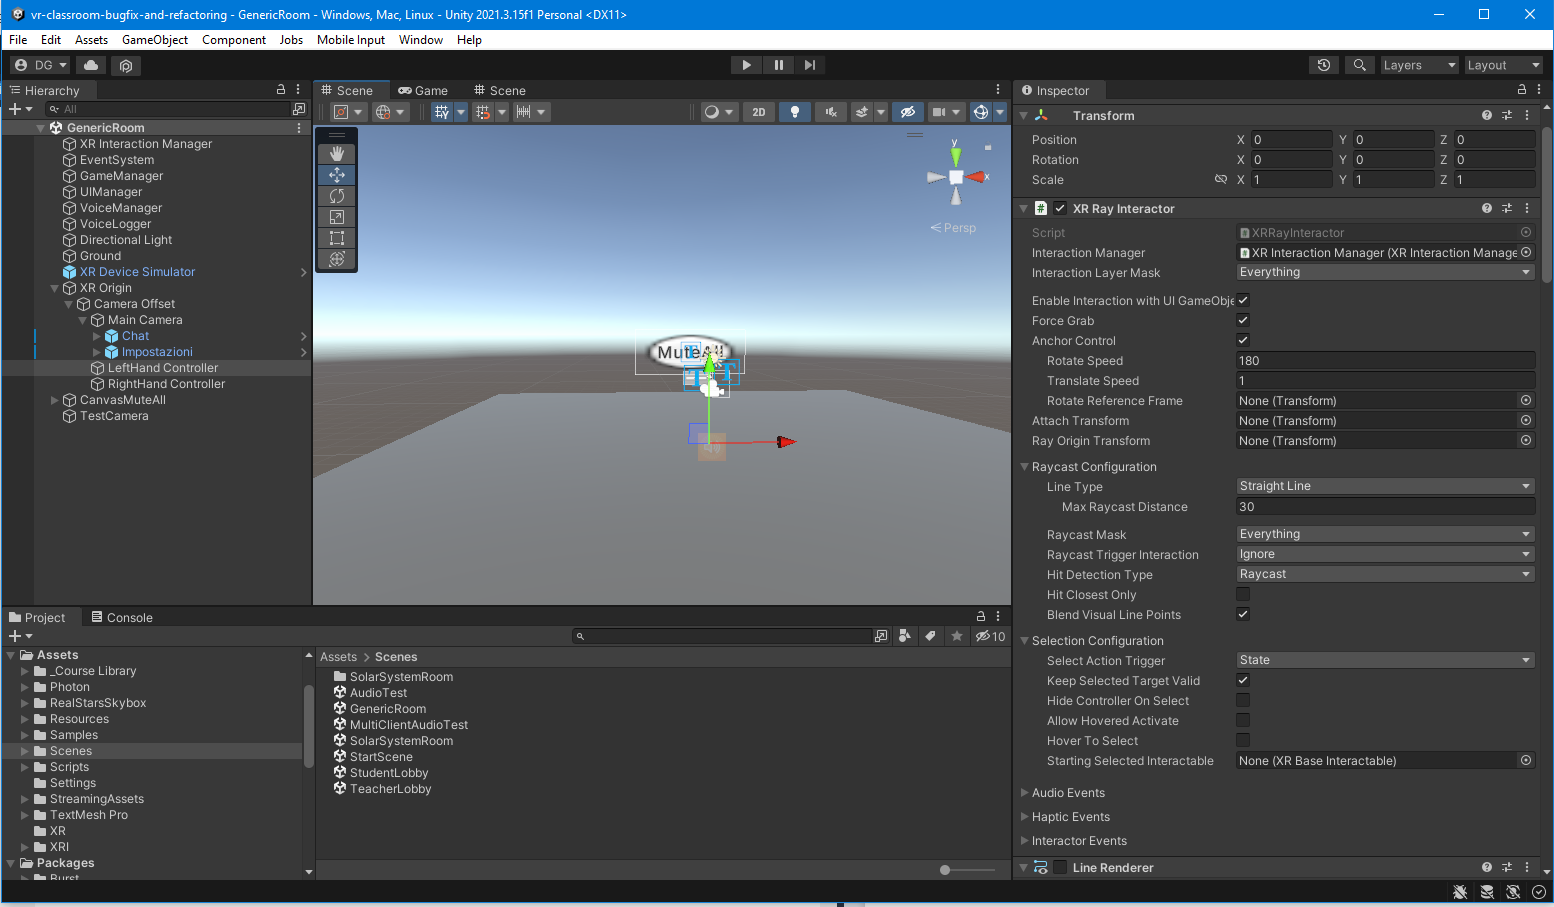 vr-classroom-bugfix-and-refactoring - GenericRoom - Windows, Mac, Linux - Unity 2021.3.15f1 Personal <DX11>
File Edit Assets GameObject Component Jobs Mobile Input Window Help
DG
Layers
Layout
Hierarchy
All
GenericRoom
XR Interaction Manager
EventSystem
GameManager
UIManager
VoiceManager
VoiceLogger
Directional Light
Ground
XR Device Simulator
XR Origin
Camera Offset
Main Camera
Chat
Impostazioni
LeftHand Controller
RightHand Controller
CanvasMuteAll
TestCamera
Scene Game Scene
2D
y
x
Persp
T
T
T
Inspector
Transform
Position X 0 Y 0 Z 0
Rotation X 0 Y 0 Z 0
Scale X 1 Y 1 Z 1
XR Ray Interactor
Script XRRayInteractor
Interaction Manager XR Interaction Manager (XR Interaction Manage
Interaction Layer Mask Everything
Enable Interaction with UI GameObje
Force Grab
Anchor Control
Rotate Speed 180
Translate Speed 1
Rotate Reference Frame None (Transform)
Attach Transform None (Transform)
Ray Origin Transform None (Transform)
Raycast Configuration
Line Type Straight Line
Max Raycast Distance 30
Raycast Mask Everything
Raycast Trigger Interaction Ignore
Hit Detection Type Raycast
Hit Closest Only
Blend Visual Line Points
Selection Configuration
Select Action Trigger State
Keep Selected Target Valid
Hide Controller On Select
Allow Hovered Activate
Hover To Select
Starting Selected Interactable None (XR Base Interactable)
Audio Events
Haptic Events
Interactor Events
Line Renderer
Project Console
10
Assets
_Course Library
Photon
RealStarsSkybox
Resources
Samples
Scenes
Scripts
Settings
StreamingAssets
TextMesh Pro
XR
XRI
Packages
Burst
Assets > Scenes
SolarSystemRoom
AudioTest
GenericRoom
MultiClientAudioTest
SolarSystemRoom
StartScene
StudentLobby
TeacherLobby